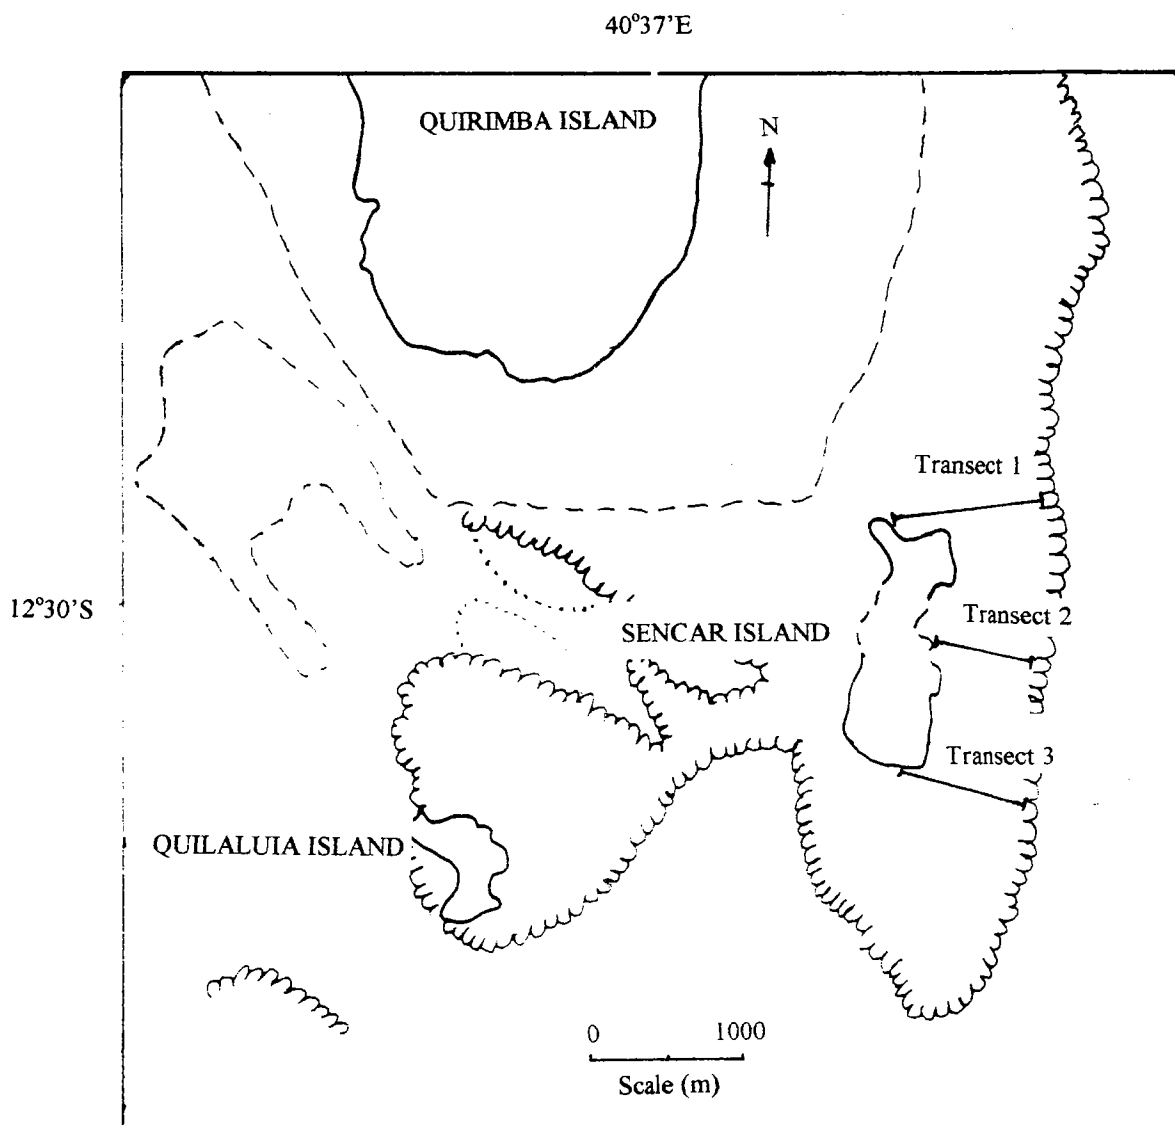 40°37'E
QUIRIMBA ISLAND
N
Transect 1
12°30'S
SENCAR ISLAND
Transect 2
Transect 3
QUILALUIA ISLAND
0 1000
Scale (m)